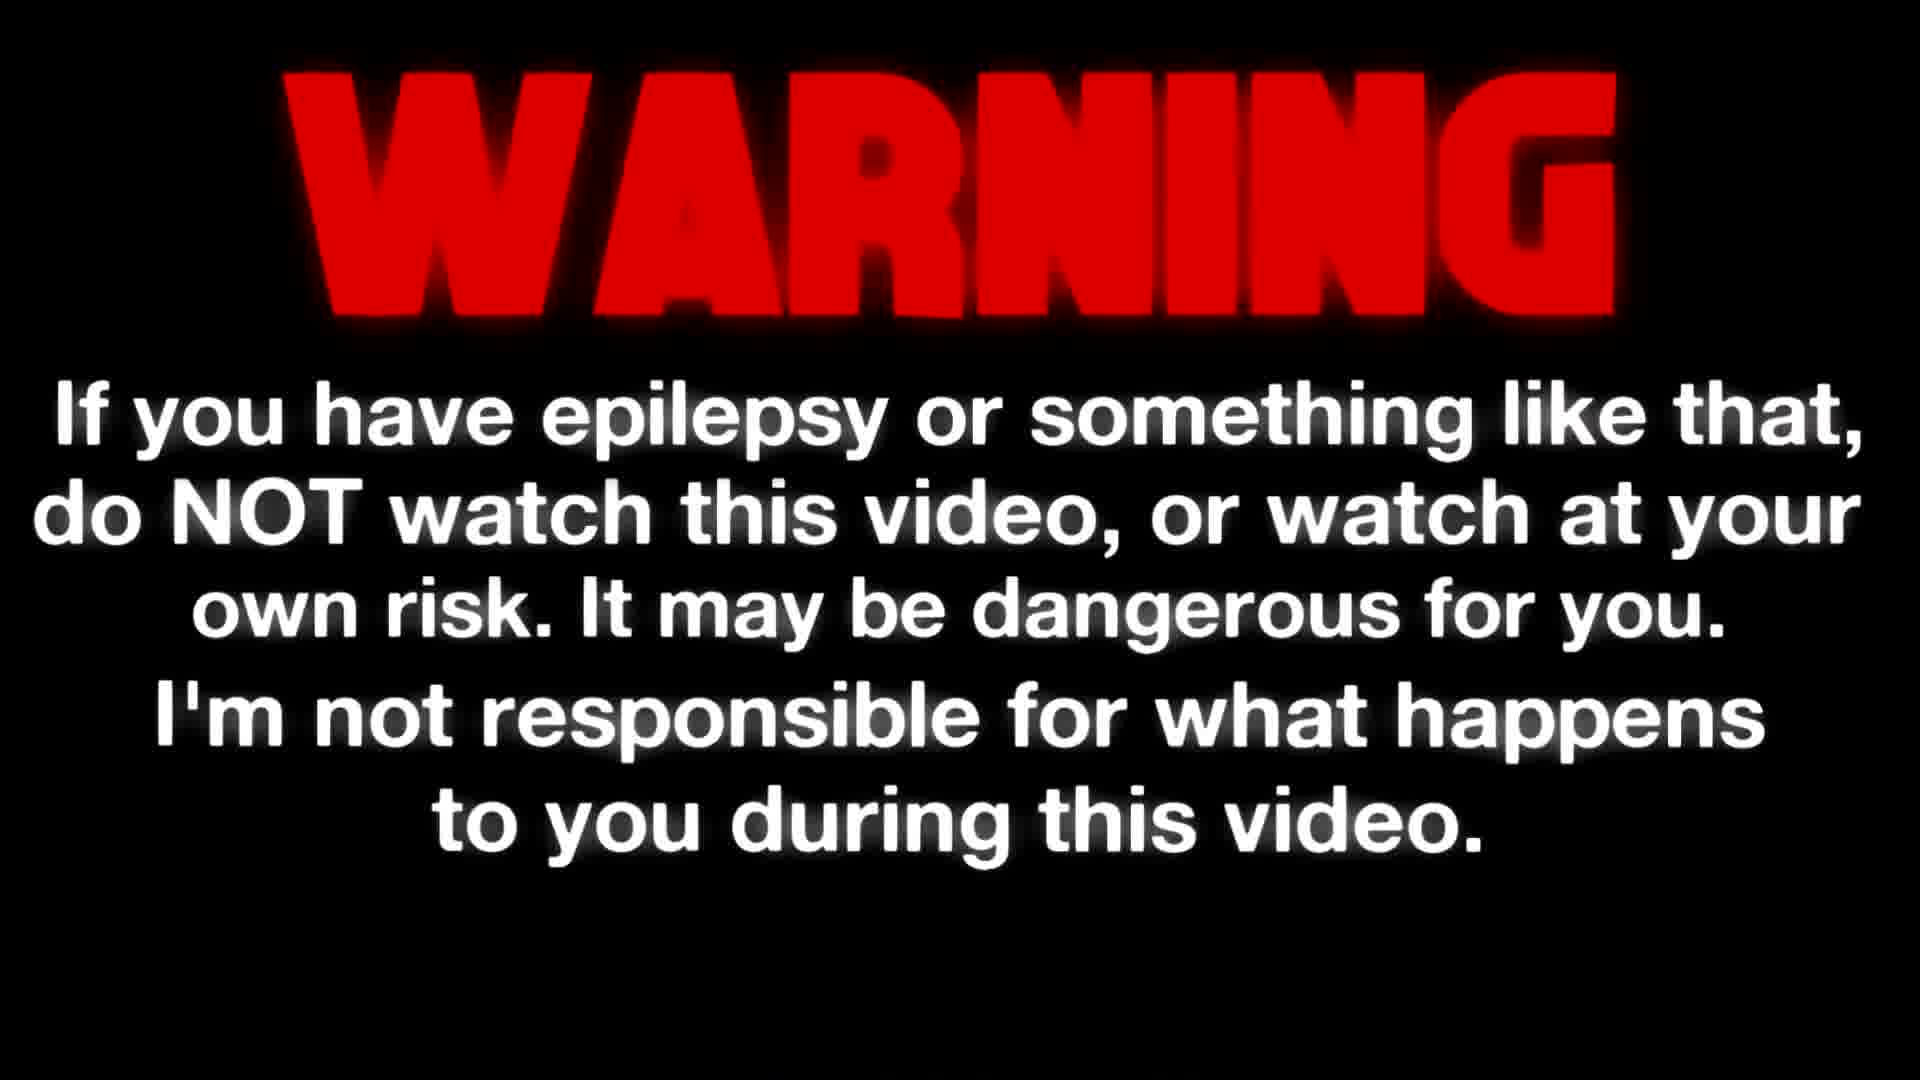 WARNING
If you have epilepsy or something like that,
do NOT watch this video, or watch at your
own risk. It may be dangerous for you.
I'm not responsible for what happens
to you during this video.